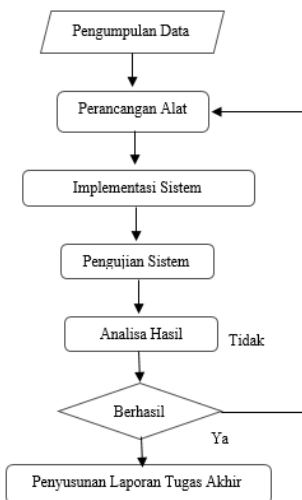 Pengumpulan Data
Perancangan Alat
Implementasi Sistem
Pengujian Sistem
Analisa Hasil
Tidak
Berhasil
Ya
Penyusunan Laporan Tugas Akhir